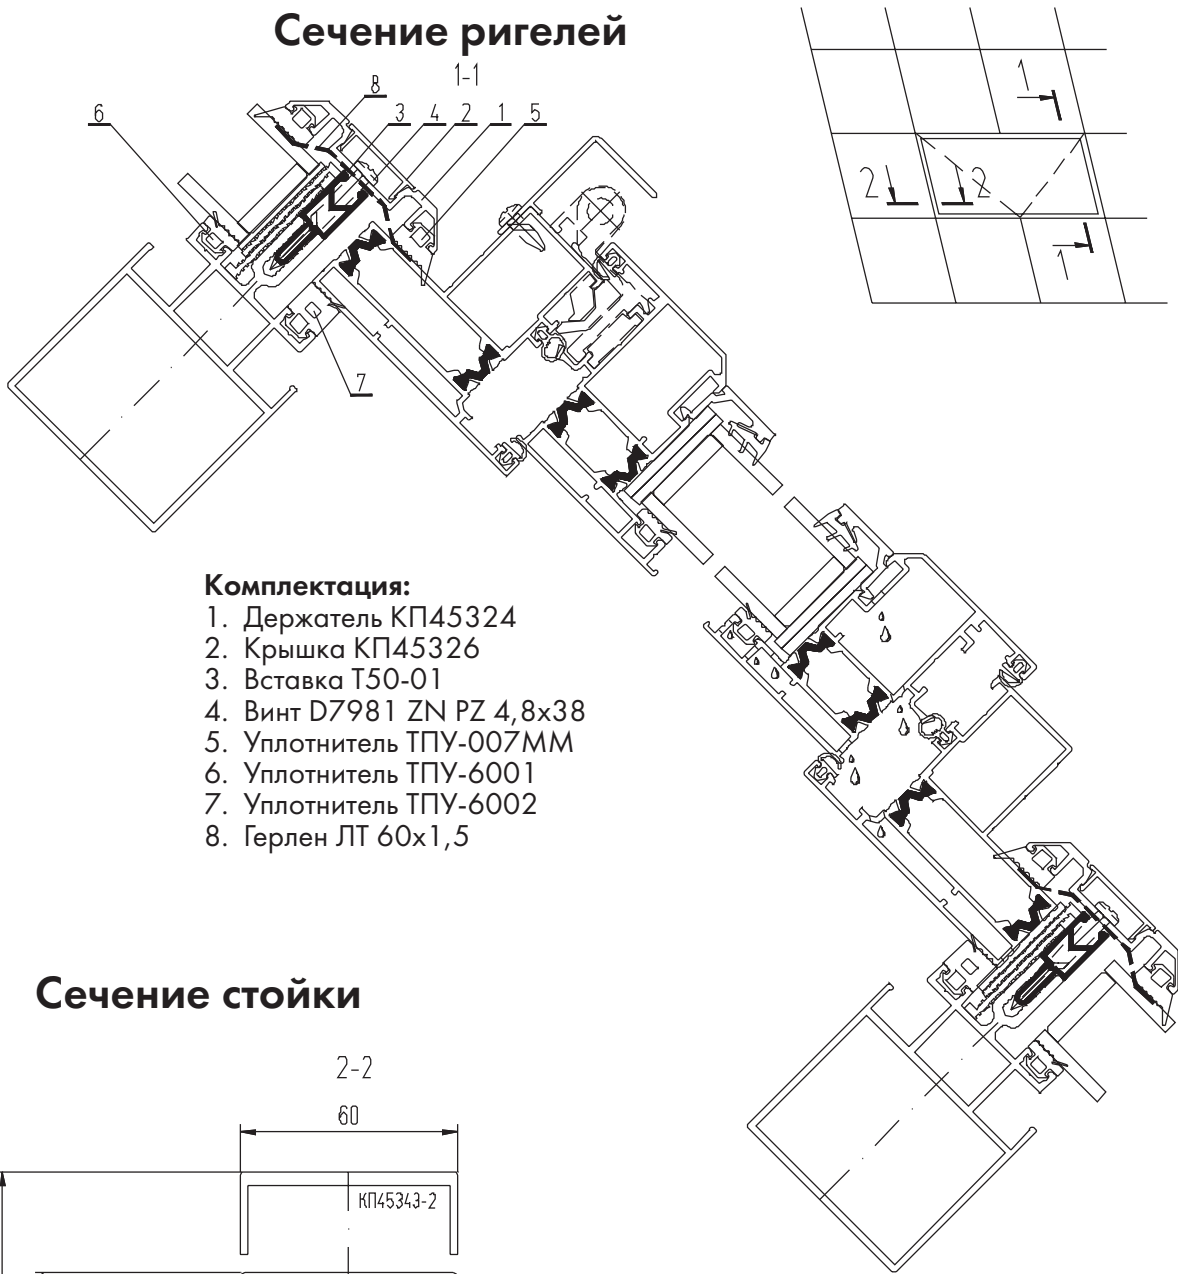 Сечение ригелей
1-1
8
6
3
4
2
1
5
1
2
2
1
7
Комплектация:
1. Держатель КП45324
2. Крышка КП45326
3. Вставка Т50-01
4. Винт D7981 ZN PZ 4,8х38
5. Уплотнитель ТПУ-007ММ
6. Уплотнитель ТПУ-6001
7. Уплотнитель ТПУ-6002
8. Герлен ЛТ 60х1,5
Сечение стойки
2-2
60
КП45343-2